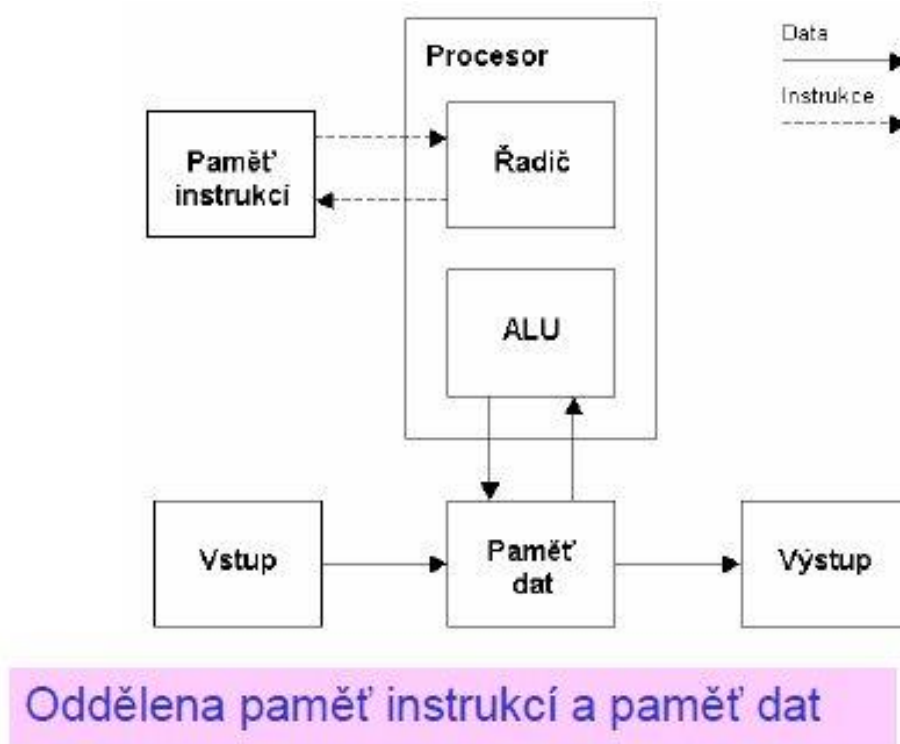 Procesor
Data
Instrukce
Paměť
instrukcí
Řadič
ALU
Vstup
Paměť
dat
Výstup
Oddělena paměť instrukcí a paměť dat